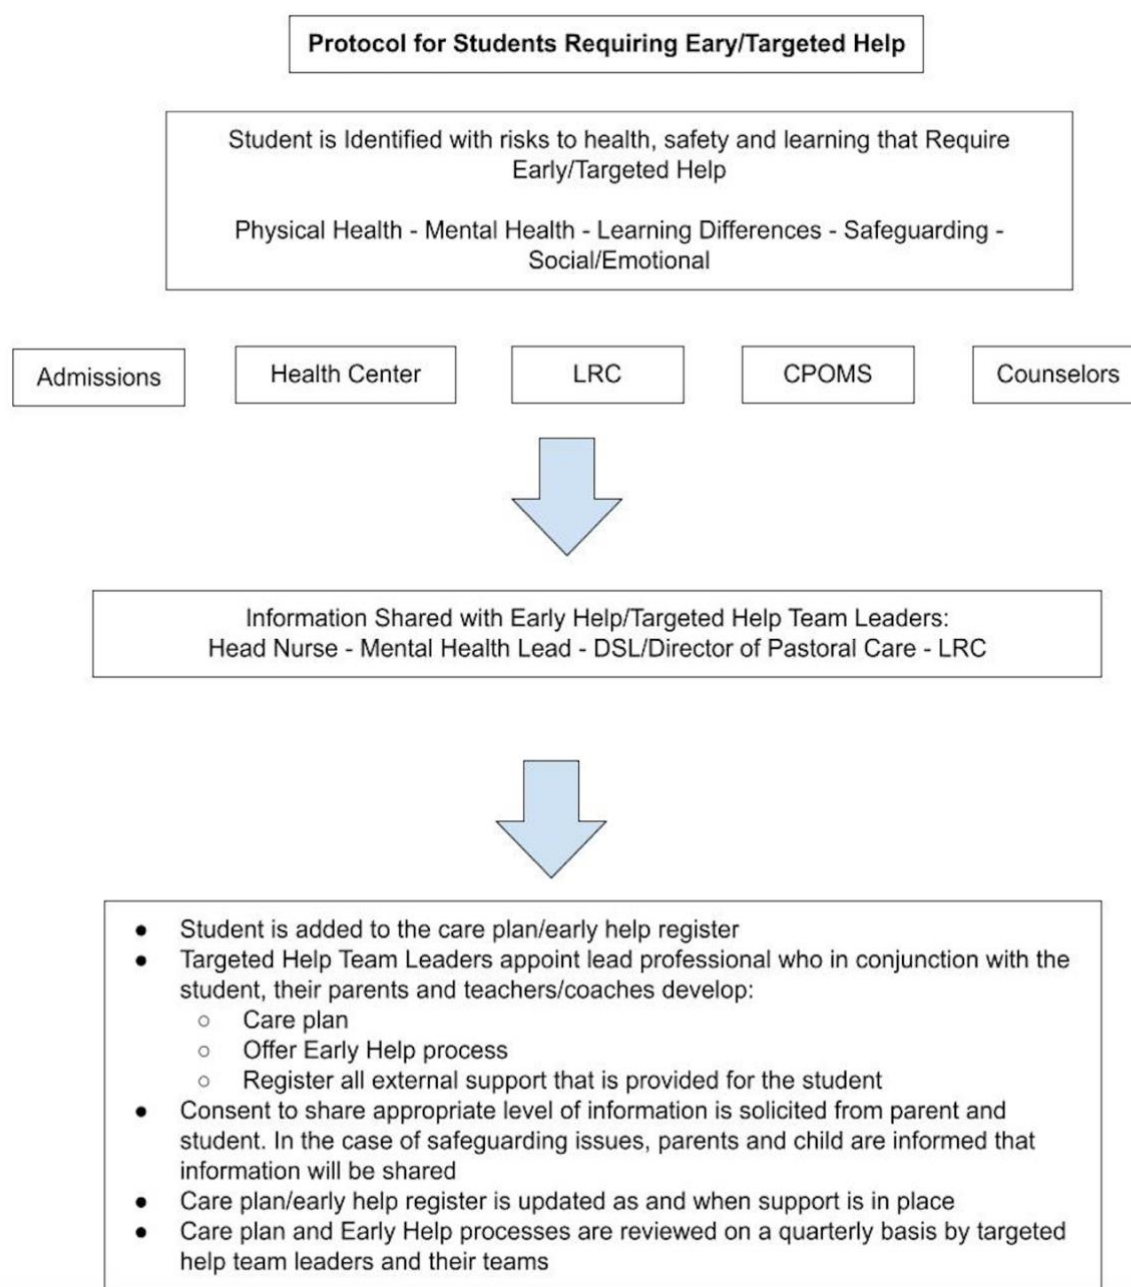 Protocol for Students Requiring Eary/Targeted Help
Student is Identified with risks to health, safety and learning that Require
Early/Targeted Help
Physical Health - Mental Health - Learning Differences - Safeguarding -
Social/Emotional
Admissions
Health Center
LRC
CPOMS
Counselors
Information Shared with Early Help/Targeted Help Team Leaders:
Head Nurse - Mental Health Lead - DSL/Director of Pastoral Care - LRC
● Student is added to the care plan/early help register
● Targeted Help Team Leaders appoint lead professional who in conjunction with the
student, their parents and teachers/coaches develop:
○ Care plan
○ Offer Early Help process
○ Register all external support that is provided for the student
● Consent to share appropriate level of information is solicited from parent and
student. In the case of safeguarding issues, parents and child are informed that
information will be shared
● Care plan/early help register is updated as and when support is in place
● Care plan and Early Help processes are reviewed on a quarterly basis by targeted
help team leaders and their teams